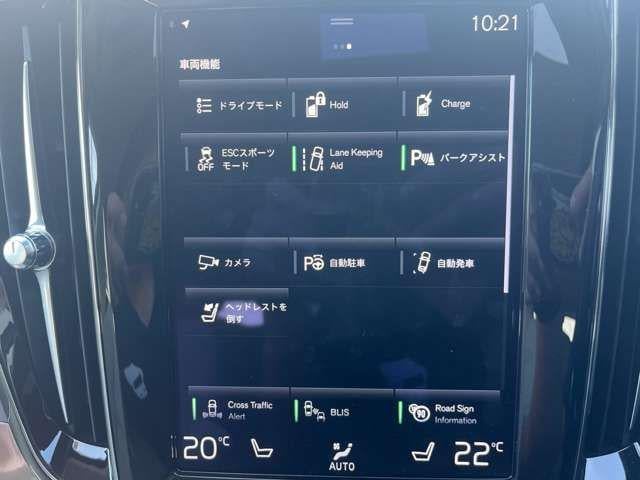 10:21
車両機能
ドライブモード
Hold
Charge
ESCスポーツ
モード
OFF
Lane Keeping
Aid
P
パークアシスト
カメラ
P
自動駐車
自動発車
ヘッドレストを
倒す
Cross Traffic
Alert
BLIS
90
Road Sign
Information
20°C
AUTO
22°C